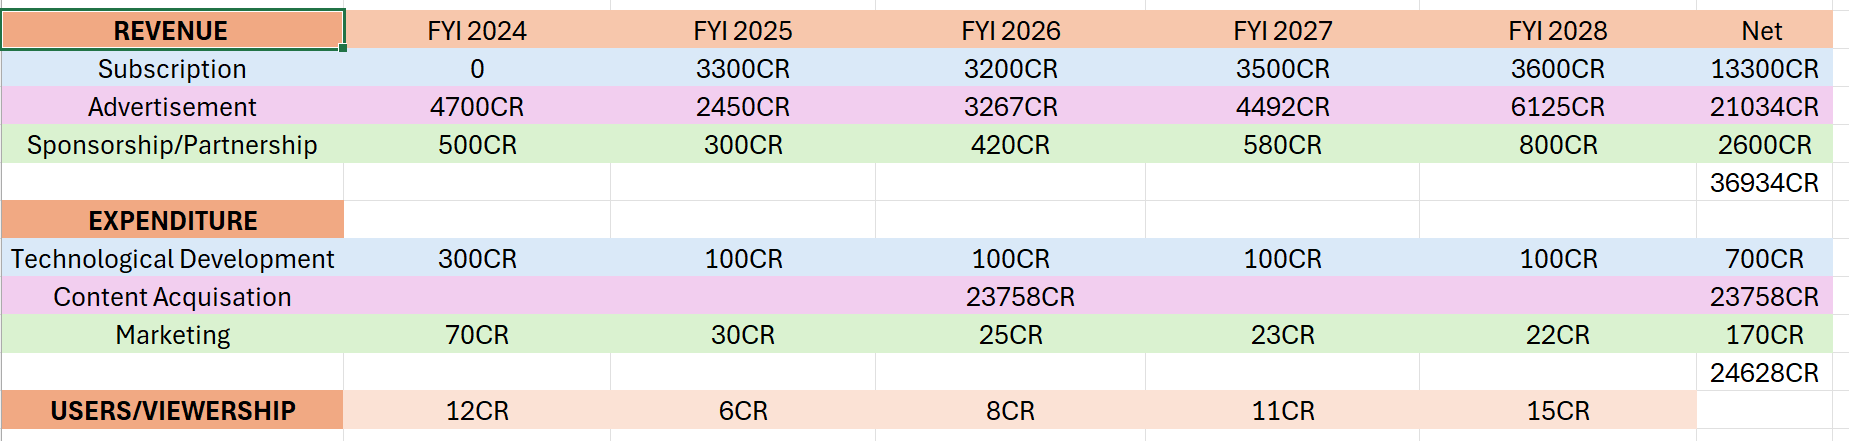 REVENUE FYI 2024 FYI 2025 FYI 2026 FYI 2027 FYI 2028 Net
Subscription 0 3300CR 3200CR 3500CR 3600CR 13300CR
Advertisement 4700CR 2450CR 3267CR 4492CR 6125CR 21034CR
Sponsorship/Partnership 500CR 300CR 420CR 580CR 800CR 2600CR
36934CR
EXPENDITURE
Technological Development 300CR 100CR 100CR 100CR 100CR 700CR
Content Acquisation 23758CR 23758CR
Marketing 70CR 30CR 25CR 23CR 22CR 170CR
24628CR
USERS/VIEWERSHIP 12CR 6CR 8CR 11CR 15CR